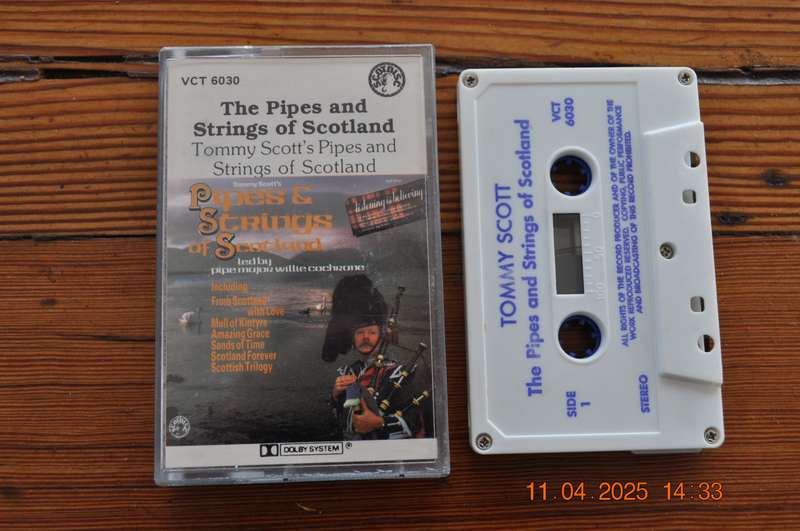 VCT 6030
SCOTDISC
The Pipes and
Strings of Scotland
Tommy Scott's Pipes and
Strings of Scotland
Tommy Scott's
Pipes &
Strings
of Scotland
listening is believing
led by
pipe major willie cochrane
Including
From Scotland
with Love
Mull of Kintyre
Amazing Grace
Sands of Time
Scotland Forever
Scottish Trilogy
DOLBY SYSTEM
TOMMY SCOTT
The Pipes and Strings of Scotland
VCT
6030
SIDE
1
STEREO
100 50 0
ALL RIGHTS OF THE RECORD PRODUCER AND OF THE OWNER OF THE
WORK REPRODUCED RESERVED. COPYING, PUBLIC PERFORMANCE
AND BROADCASTING OF THIS RECORD PROHIBITED.
11.04.2025 14:33